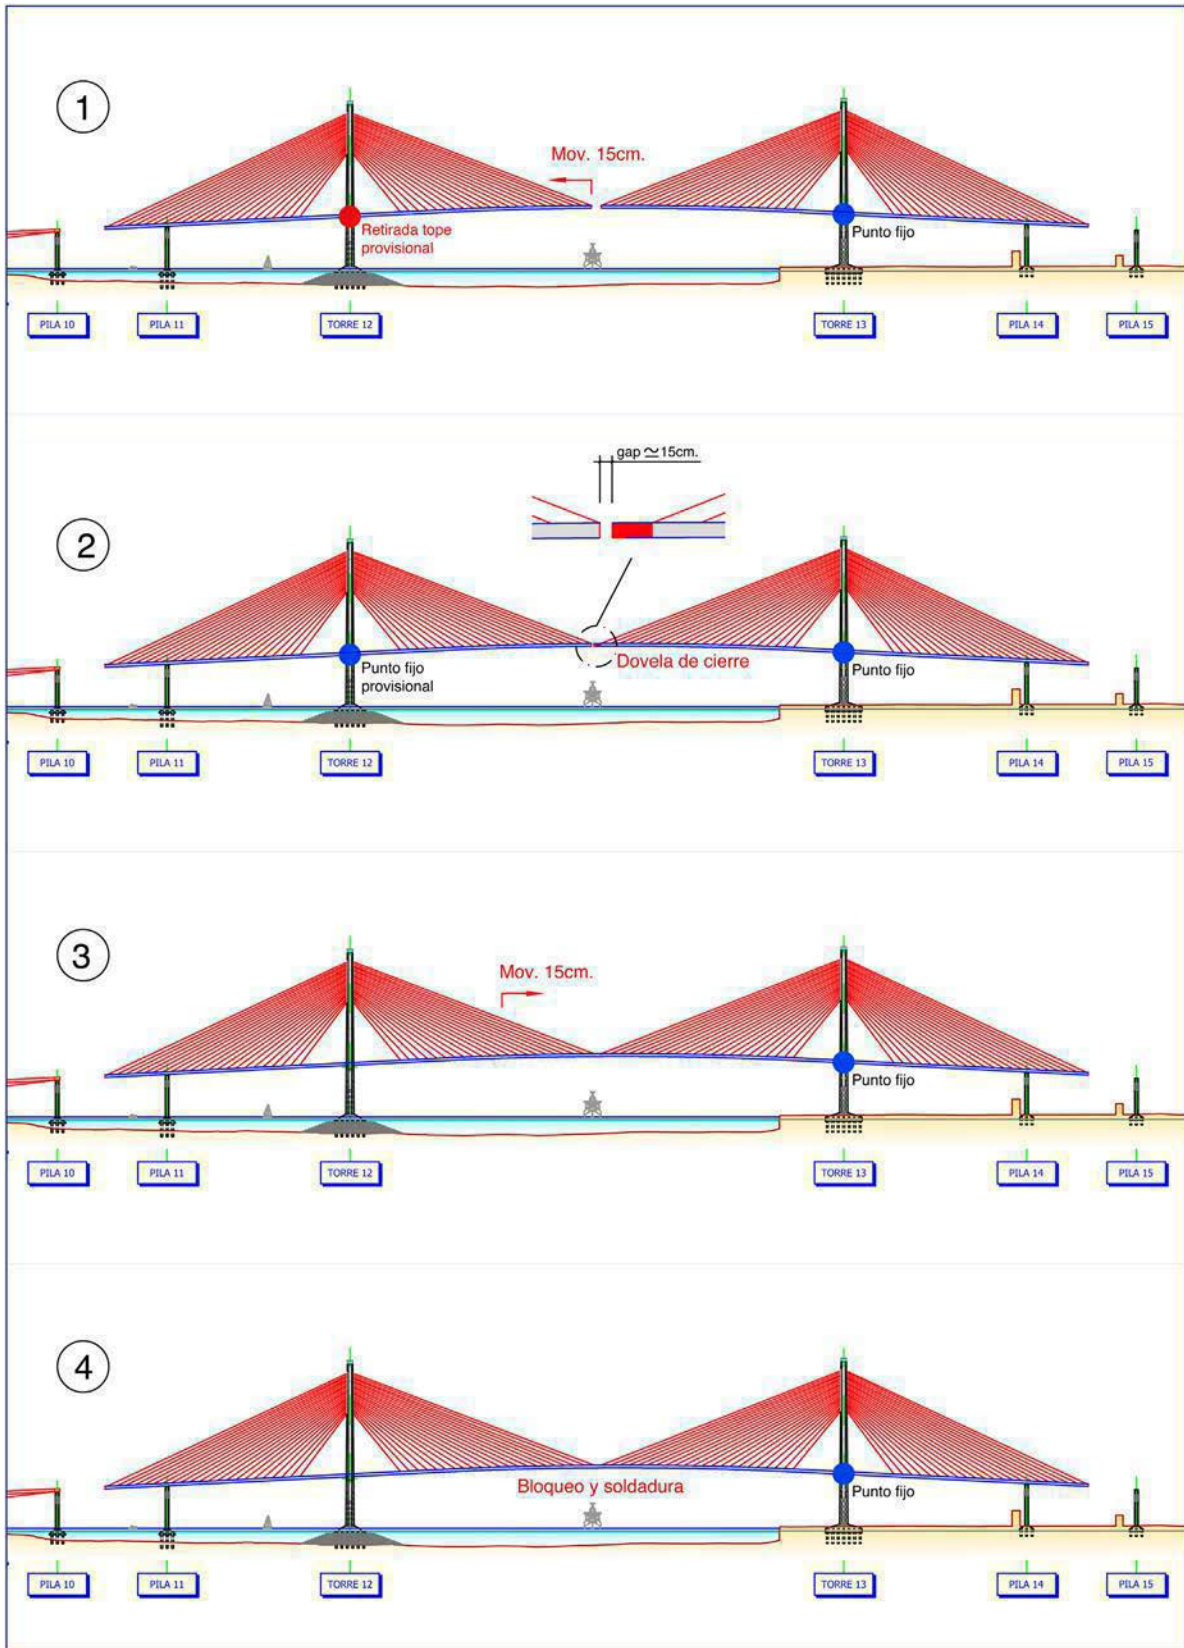 1
Mov. 15cm.
Retirada tope
provisional
Punto fijo
PILA 10
PILA 11
TORRE 12
TORRE 13
PILA 14
PILA 15
gap ≃15cm.
2
Punto fijo
provisional
Dovela de cierre
Punto fijo
PILA 10
PILA 11
TORRE 12
TORRE 13
PILA 14
PILA 15
3
Mov. 15cm.
Punto fijo
PILA 10
PILA 11
TORRE 12
TORRE 13
PILA 14
PILA 15
4
Bloqueo y soldadura
Punto fijo
PILA 10
PILA 11
TORRE 12
TORRE 13
PILA 14
PILA 15